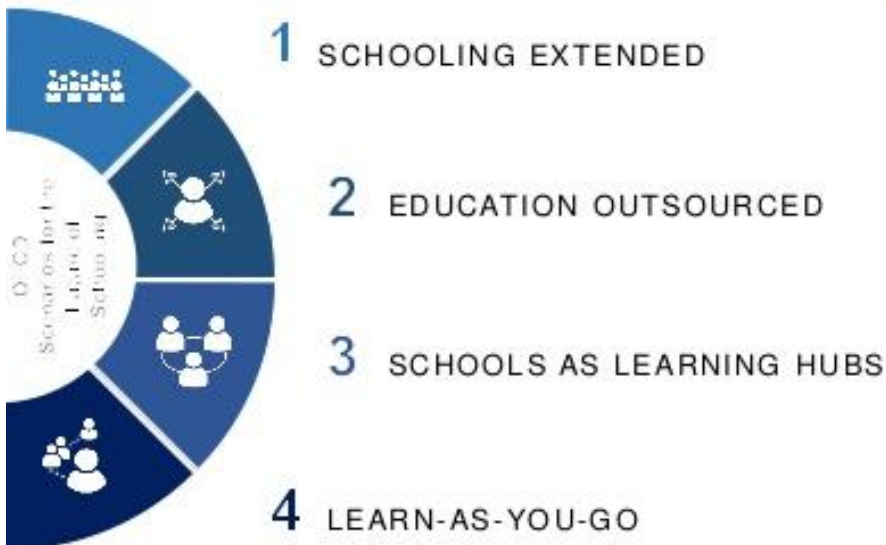 1 SCHOOLING EXTENDED
2 EDUCATION OUTSOURCED
3 SCHOOLS AS LEARNING HUBS
4 LEARN-AS-YOU-GO